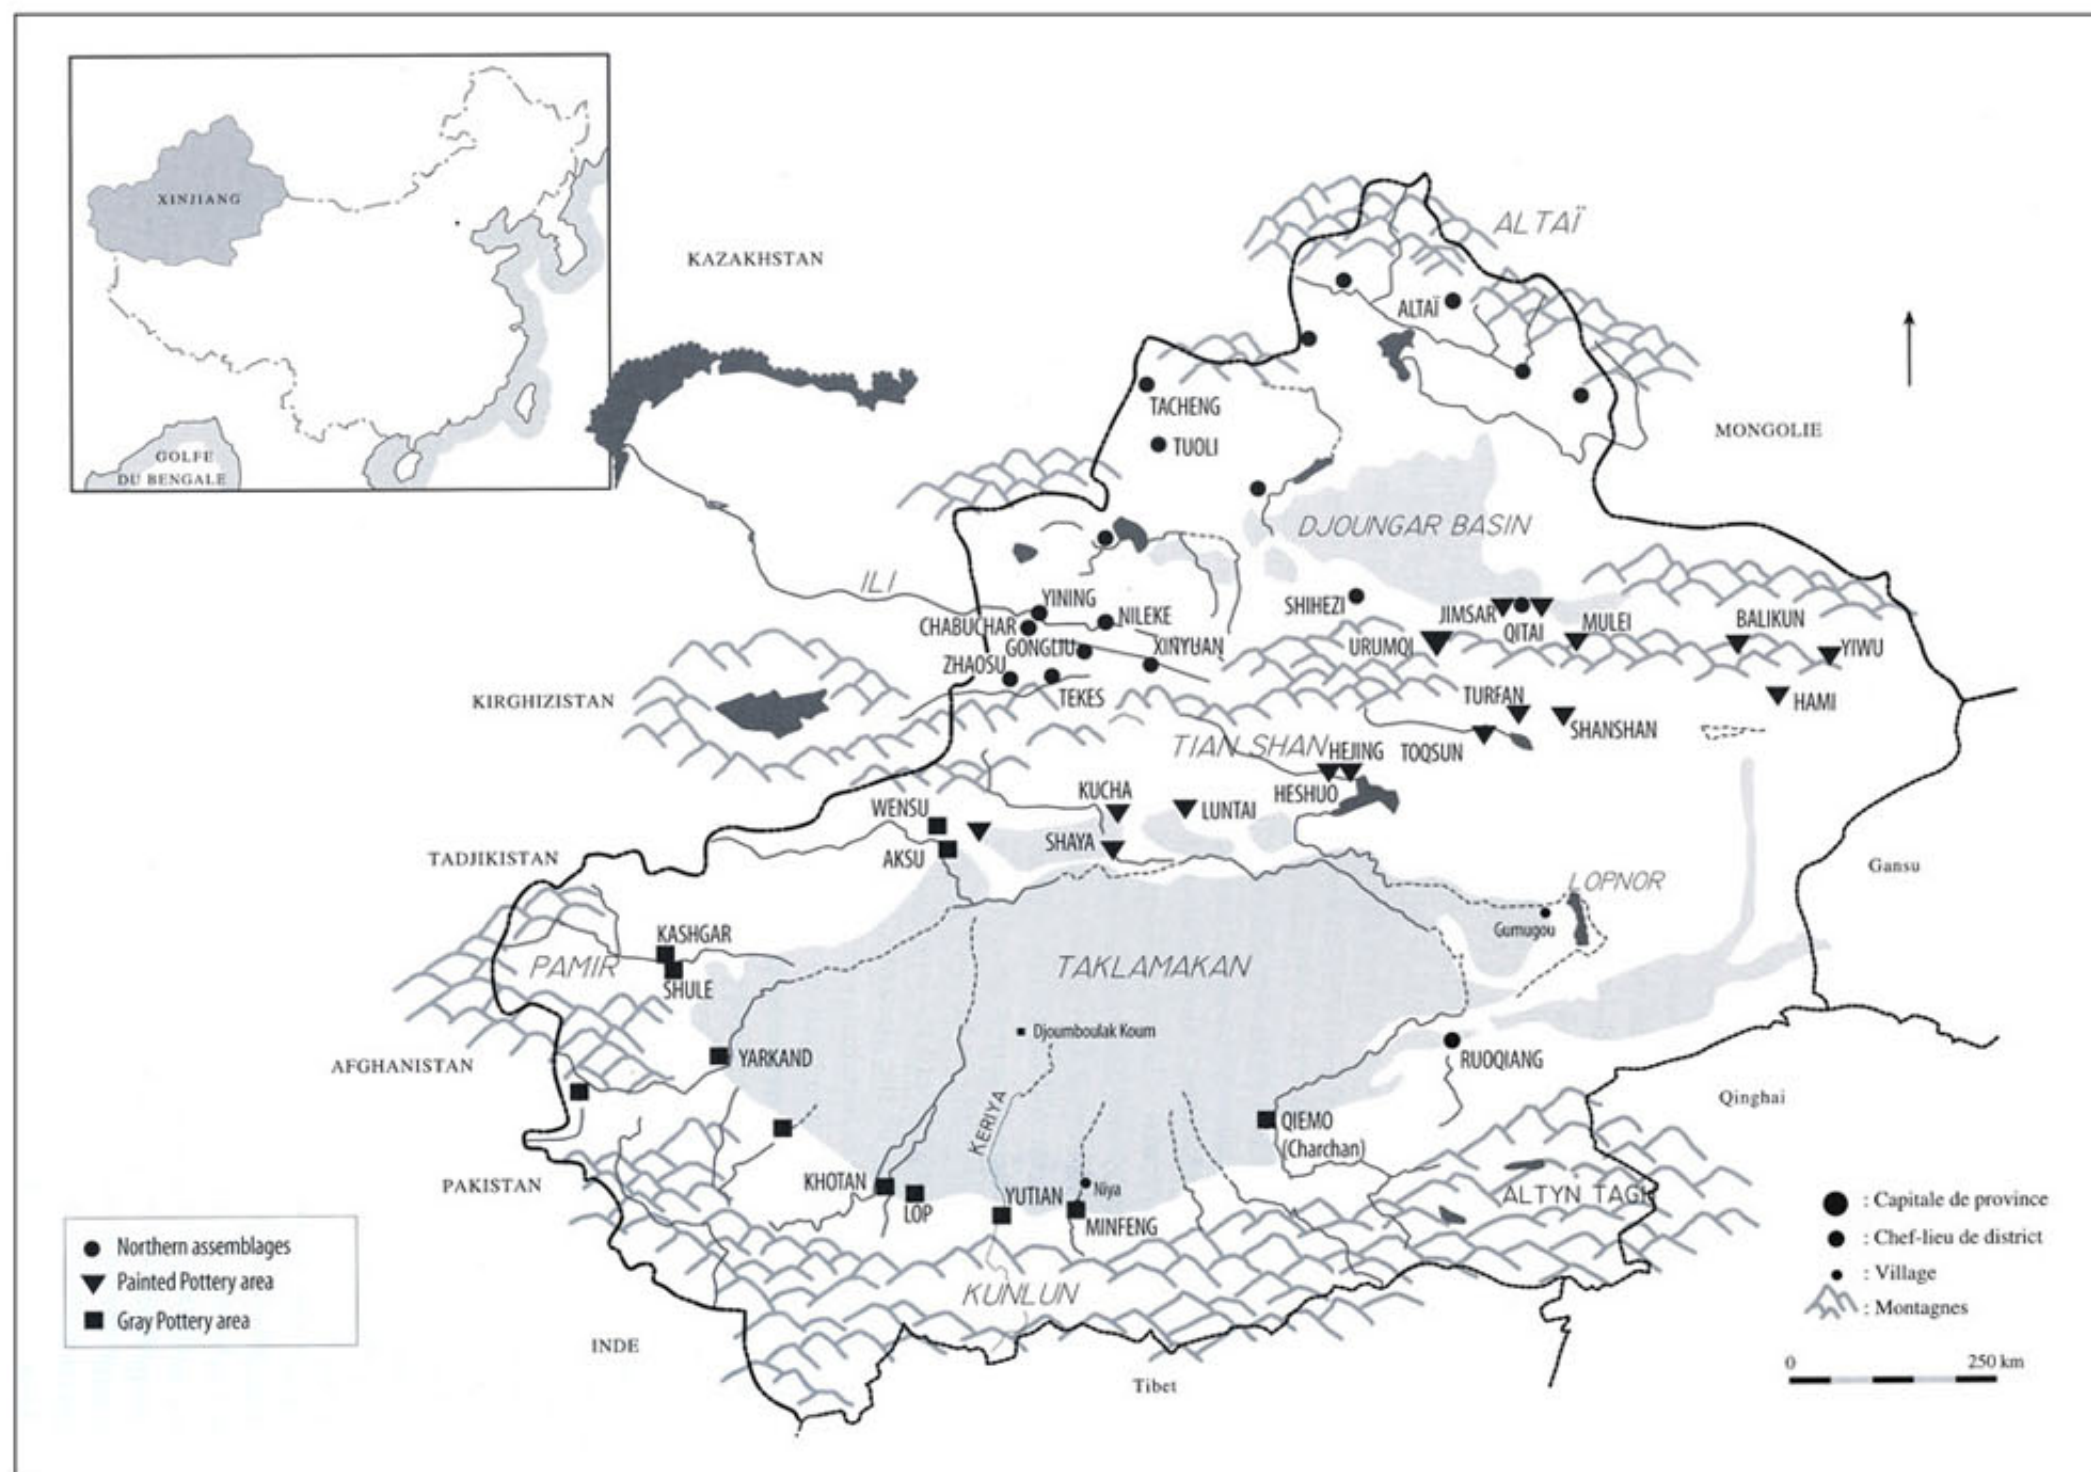 XINJIANG
GOLFE
DU BENGALE
KAZAKHSTAN
ALTAÏ
ALTAÏ
TACHENG
MONGOLIE
TUOLI
DJOUNGAR BASIN
ILI
YINING
NILEKE
SHIHEZI
JIMSAR
QITAI
MULEI
BALIKUN
CHABUCHAR
GONGLIU
XINYUAN
URUMQI
YIWU
ZHAOSU
TEKES
KIRGHIZISTAN
TURFAN
HAMI
SHANSHAN
TIAN SHAN
HEJING
TOQSUN
KUCHA
HESHUO
WENSU
LUNTAI
SHAYA
AKSU
TADJIKISTAN
Gansu
LOPNOR
Gumugou
KASHGAR
PAMIR
TAKLAMAKAN
SHULE
Djoumboulak Koum
YARKAND
RUOQIANG
AFGHANISTAN
Qinghai
KERIYA
QIEMO
(Charchan)
PAKISTAN
KHOTAN
LOP
YUTIAN
Niya
MINFENG
ALTYN TAGH
KUNLUN
INDE
Tibet
Northern assemblages
Painted Pottery area
Gray Pottery area
: Capitale de province
: Chef-lieu de district
: Village
: Montagnes
0 250 km